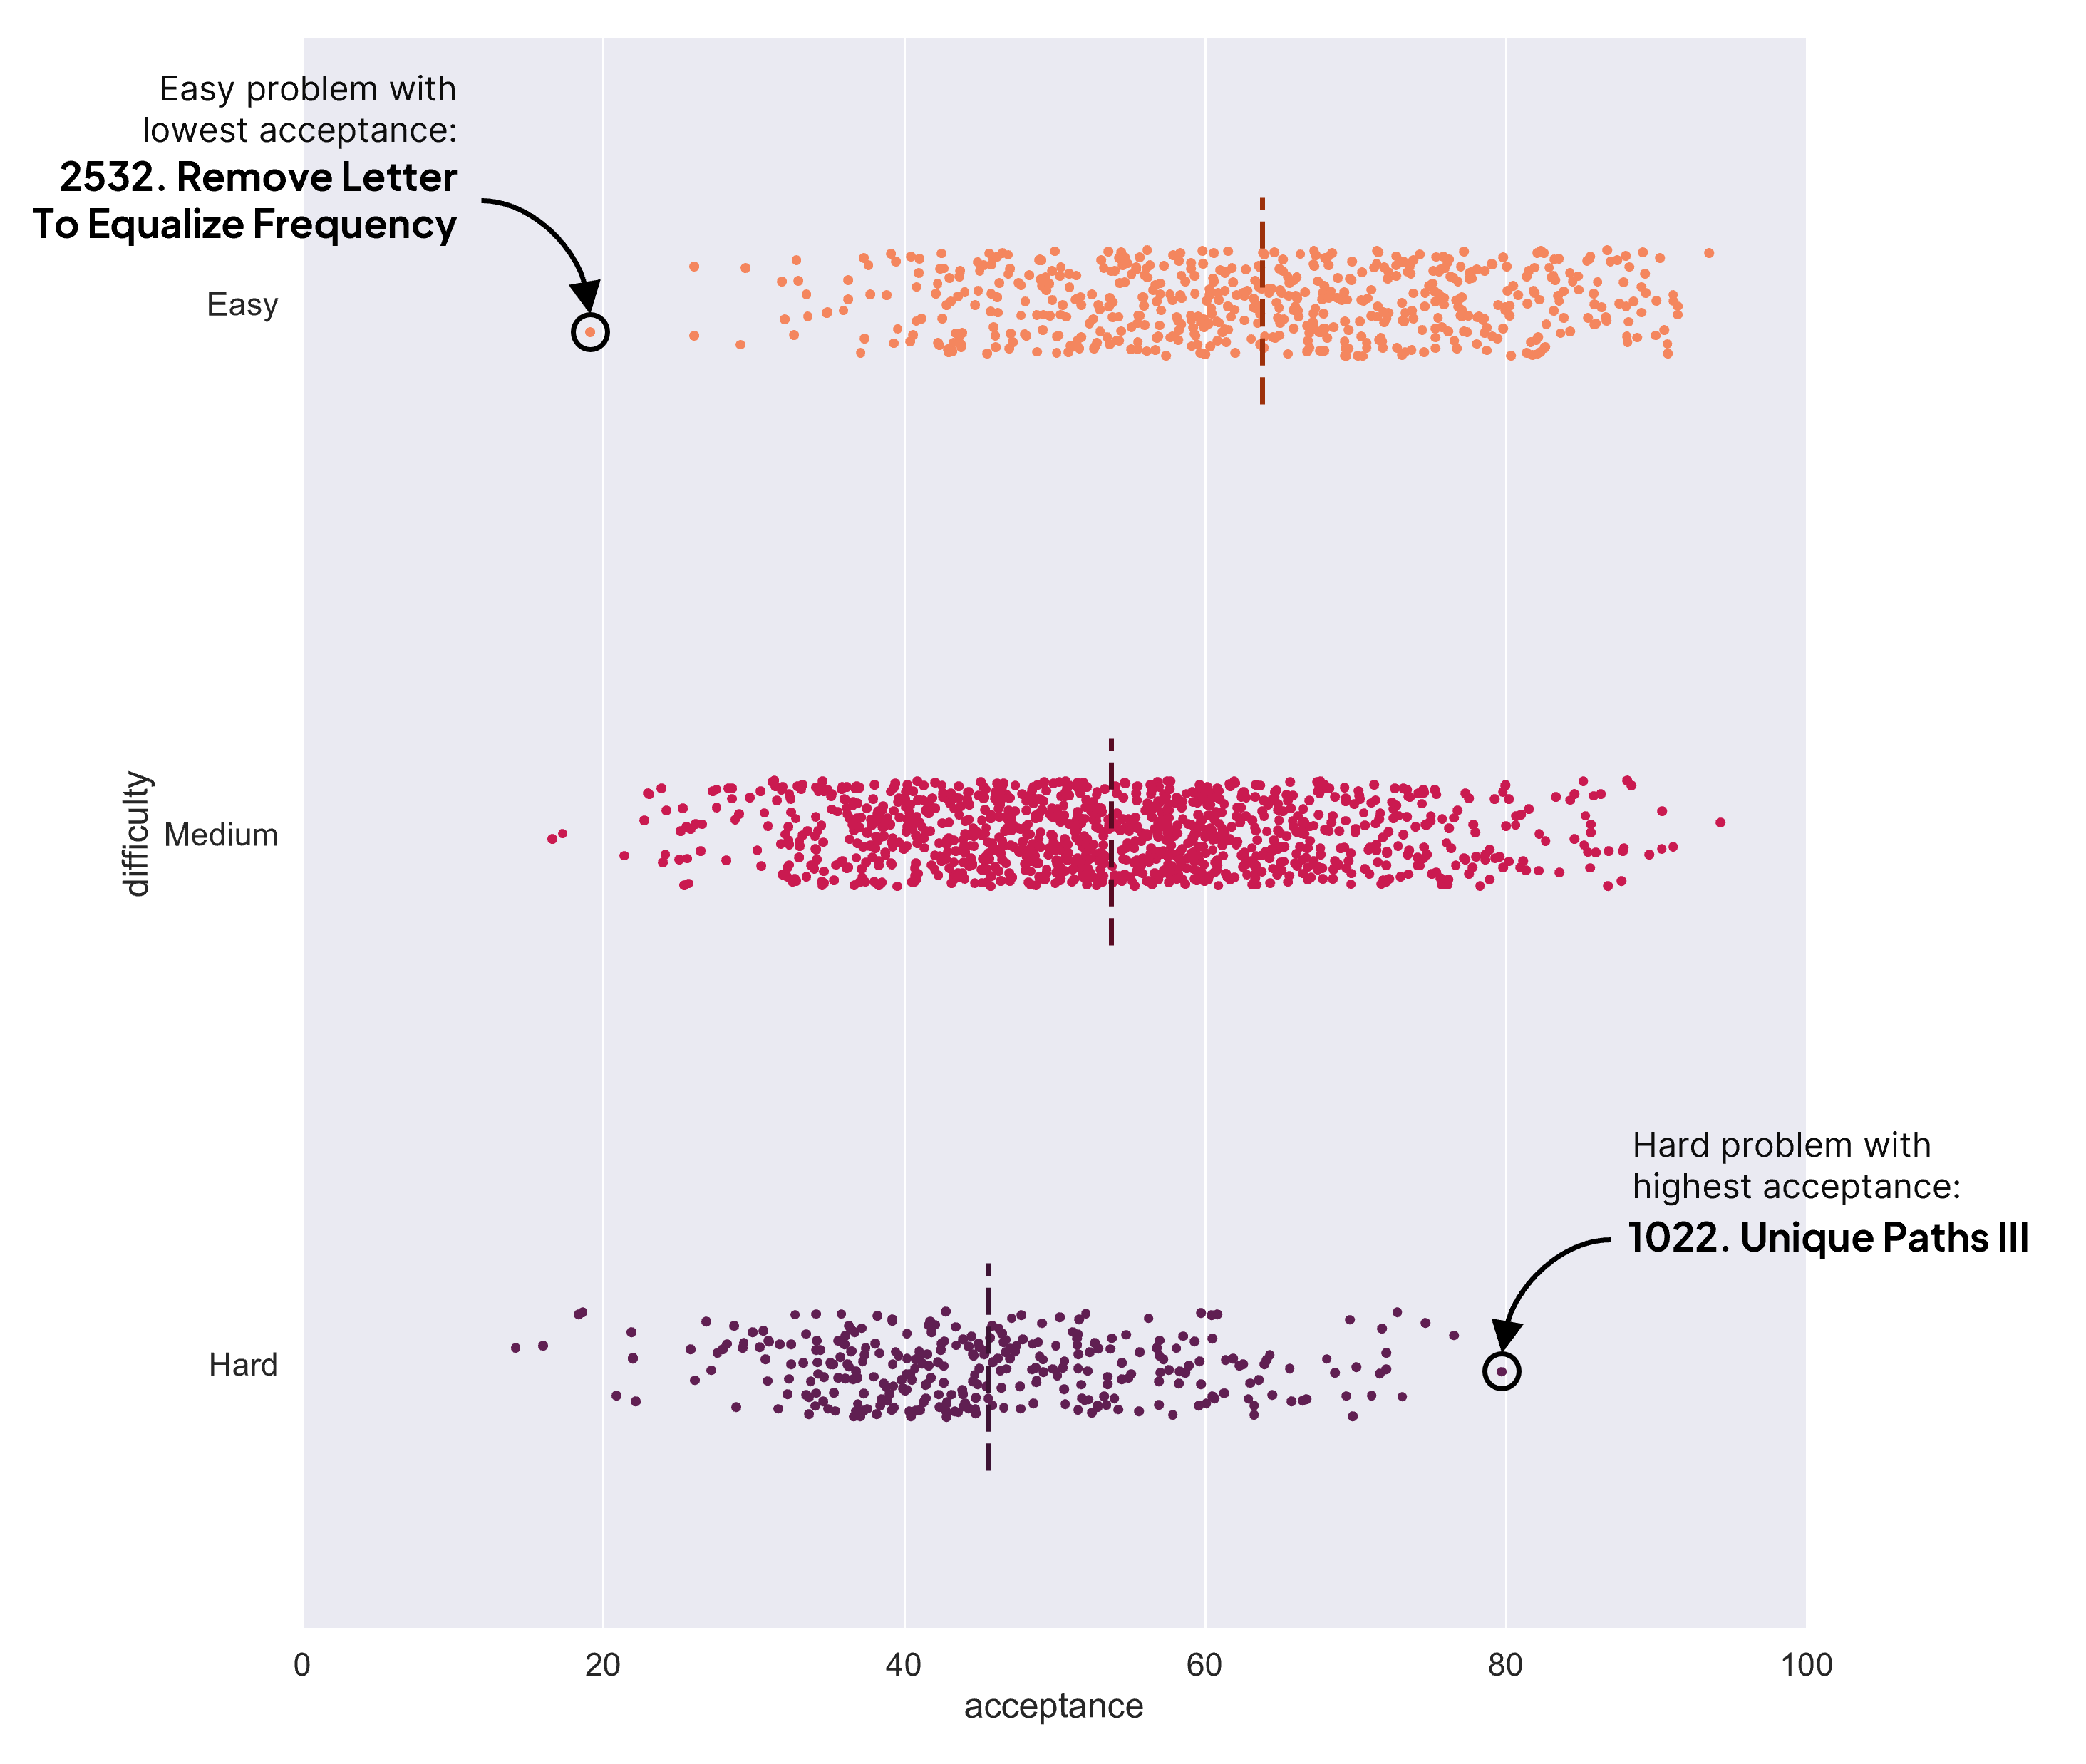 Easy problem with
lowest acceptance:
2532. Remove Letter
To Equalize Frequency
Easy
difficulty
Medium
Hard problem with
highest acceptance:
1022. Unique Paths III
Hard
0 20 40 60 80 100
acceptance